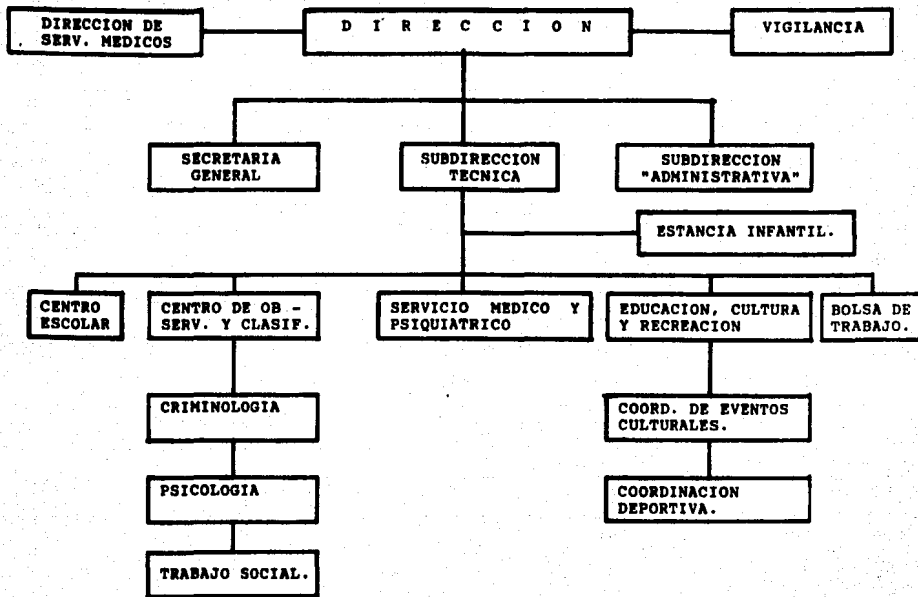 DIRECCION DE
SERV. MEDICOS
D I R E C C I O N
VIGILANCIA
SECRETARIA
GENERAL
SUBDIRECCION
TECNICA
SUBDIRECCION
"ADMINISTRATIVA"
ESTANCIA INFANTIL.
CENTRO
ESCOLAR
CENTRO DE OB -
SERV. Y CLASIF.
SERVICIO MEDICO Y
PSIQUIATRICO
EDUCACION, CULTURA
Y RECREACION
BOLSA DE
TRABAJO.
CRIMINOLOGIA
COORD. DE EVENTOS
CULTURALES.
PSICOLOGIA
COORDINACION
DEPORTIVA.
TRABAJO SOCIAL.